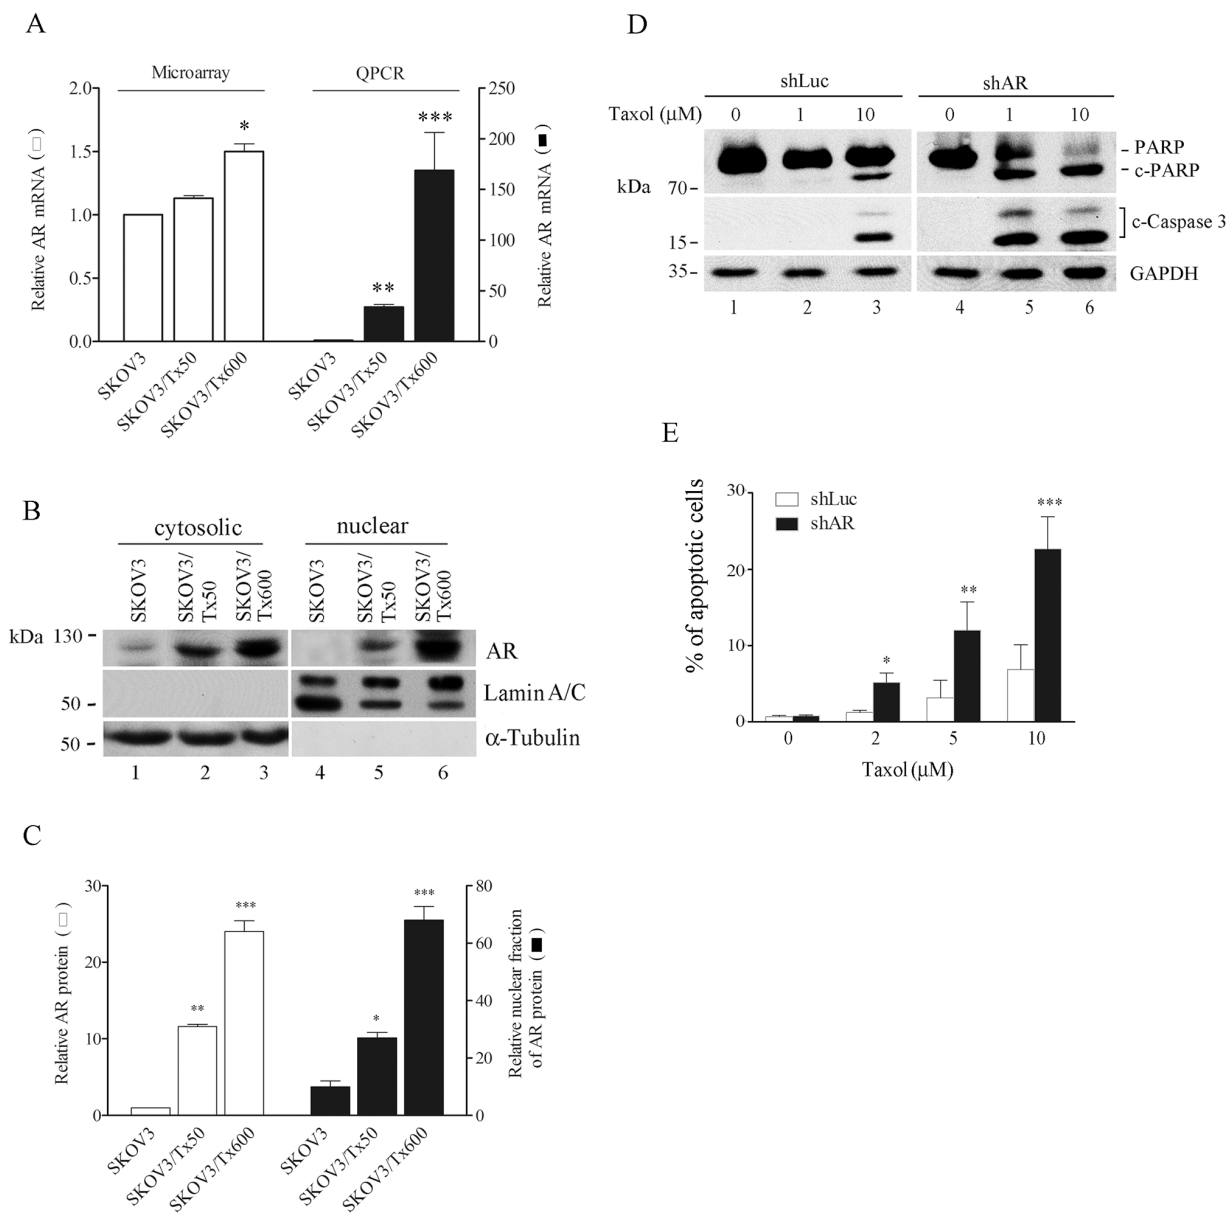 A
Microarray QPCR
Relative AR mRNA ( )
2.0
1.5
1.0
0.5
0.0
*
**
***
250
200
150
100
50
0
Relative AR mRNA ( )
SKOV3
SKOV3/Tx50
SKOV3/Tx600
SKOV3
SKOV3/Tx50
SKOV3/Tx600
B
cytosolic nuclear
SKOV3
SKOV3/
Tx50
SKOV3/
Tx600
SKOV3
SKOV3/
Tx50
SKOV3/
Tx600
kDa 130
AR
50
Lamin A/C
50
α-Tubulin
1 2 3 4 5 6
C
Relative AR protein ( )
30
20
10
0
**
***
*
***
80
60
40
20
0
Relative nuclear fraction
of AR protein ( )
SKOV3
SKOV3/Tx50
SKOV3/Tx600
SKOV3
SKOV3/Tx50
SKOV3/Tx600
D
shLuc shAR
Taxol (µM) 0 1 10 0 1 10
PARP
c-PARP
kDa
70
c-Caspase 3
15
35
GAPDH
1 2 3 4 5 6
E
shLuc
shAR
% of apoptotic cells
30
20
10
0
*
**
***
0 2 5 10
Taxol (µM)